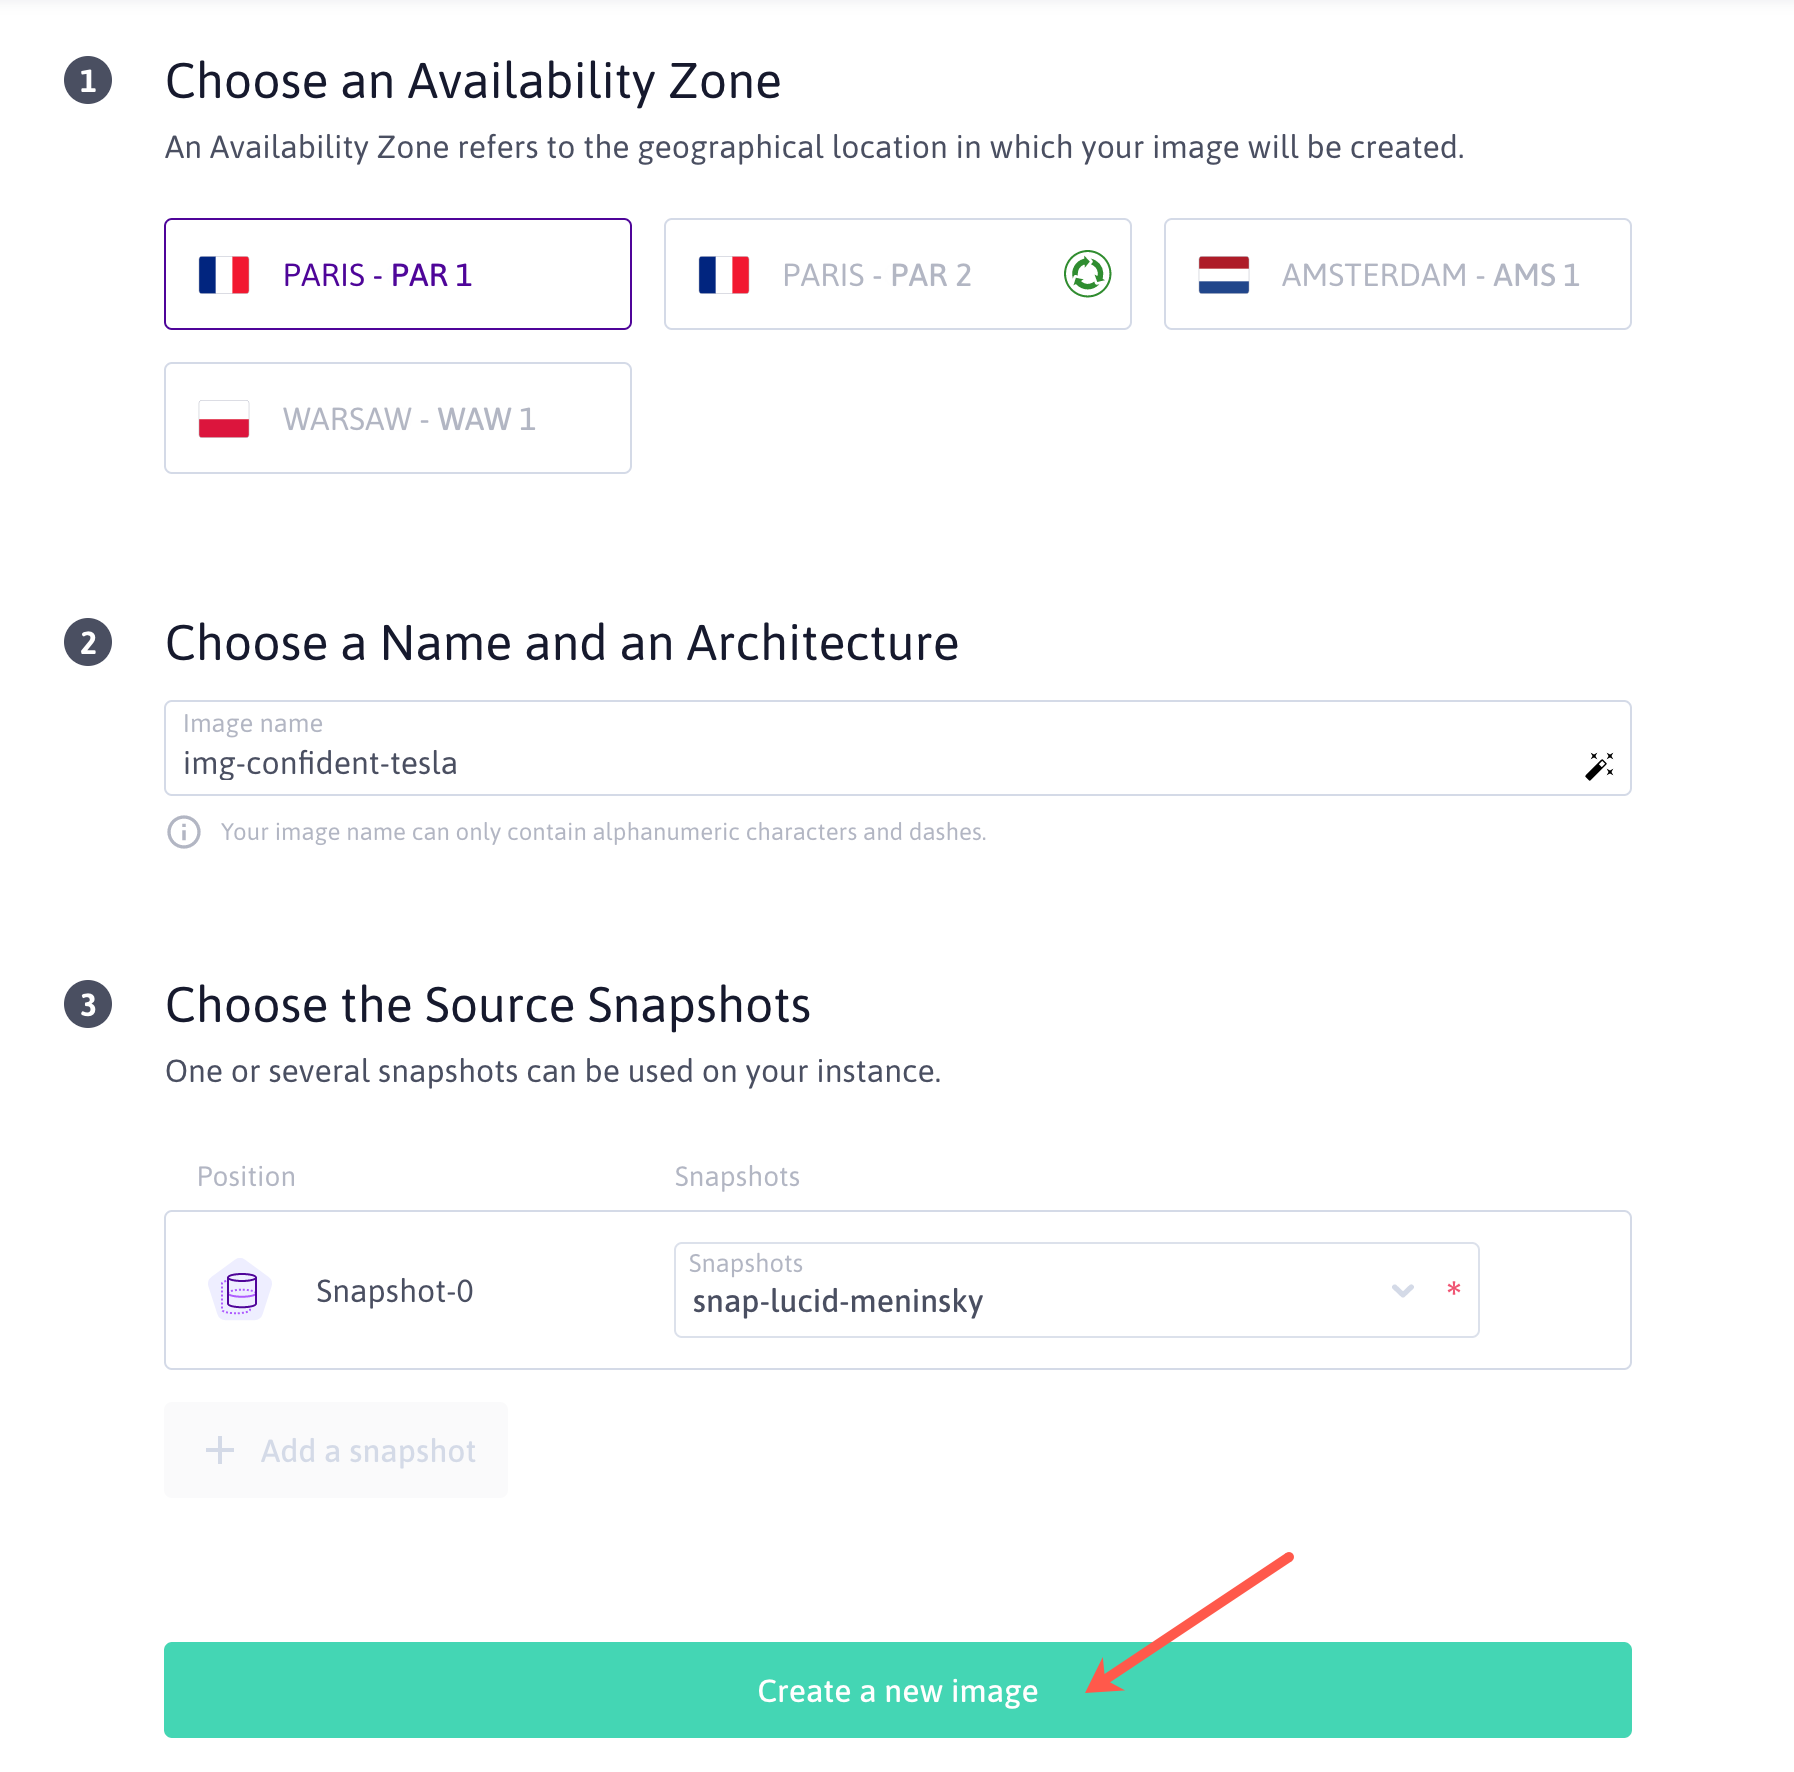 1 Choose an Availability Zone
An Availability Zone refers to the geographical location in which your image will be created.
PARIS - PAR 1
PARIS - PAR 2
AMSTERDAM - AMS 1
WARSAW - WAW 1
2 Choose a Name and an Architecture
Image name
img-confident-tesla
Your image name can only contain alphanumeric characters and dashes.
3 Choose the Source Snapshots
One or several snapshots can be used on your instance.
Position Snapshots
Snapshots
Snapshot-0 snap-lucid-meninsky *
+ Add a snapshot
Create a new image